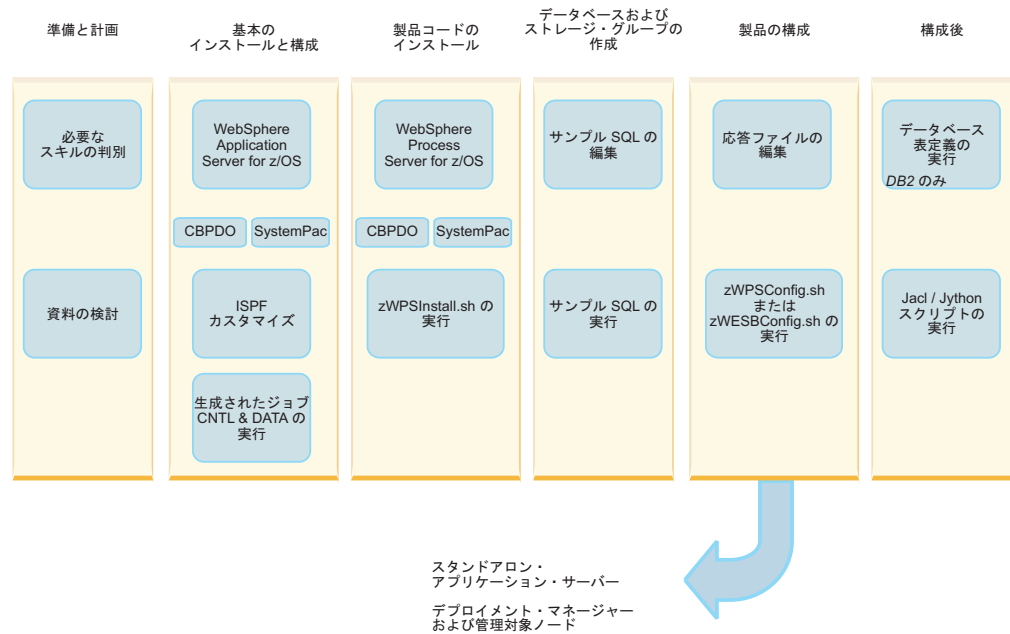 準備と計画
基本の
インストールと構成
製品コードの
インストール
データベースおよび
ストレージ・グループの
作成
製品の構成
構成後
必要な
スキルの判別
資料の検討
WebSphere
Application
Server for z/OS
CBPDO
SystemPac
ISPF
カスタマイズ
生成されたジョブ
CNTL & DATA の
実行
WebSphere
Process
Server for z/OS
CBPDO
SystemPac
zWPSInstall.sh の
実行
サンプル SQL の
編集
サンプル SQL の
実行
応答ファイルの
編集
zWPSConfig.sh
または
zWESBConfig.sh の
実行
データベース
表定義の
実行
DB2 のみ
Jacl / Jython
スクリプトの
実行
スタンドアロン・
アプリケーション・サーバー
デプロイメント・マネージャー
および管理対象ノード